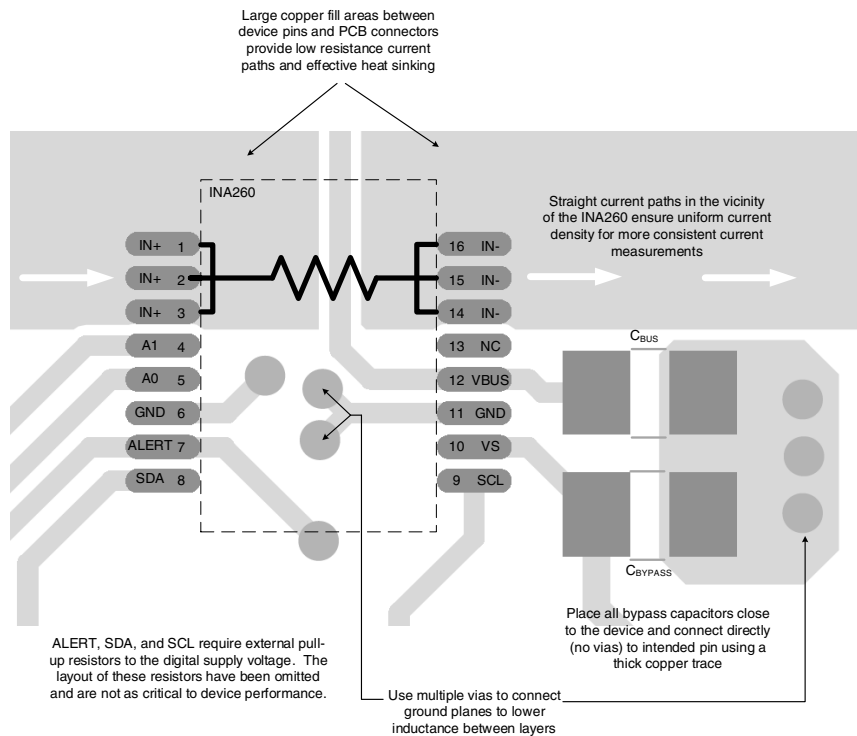 Large copper fill areas between
device pins and PCB connectors
provide low resistance current
paths and effective heat sinking
INA260
Straight current paths in the vicinity
of the INA260 ensure uniform current
density for more consistent current
measurements
IN+ 1
IN+ 2
IN+ 3
A1 4
A0 5
GND 6
ALERT 7
SDA 8
16 IN-
15 IN-
14 IN-
13 NC
12 VBUS
11 GND
10 VS
9 SCL
CBUS
CBYPASS
ALERT, SDA, and SCL require external pull-
up resistors to the digital supply voltage. The
layout of these resistors have been omitted
and are not as critical to device performance.
Place all bypass capacitors close
to the device and connect directly
(no vias) to intended pin using a
thick copper trace
Use multiple vias to connect
ground planes to lower
inductance between layers